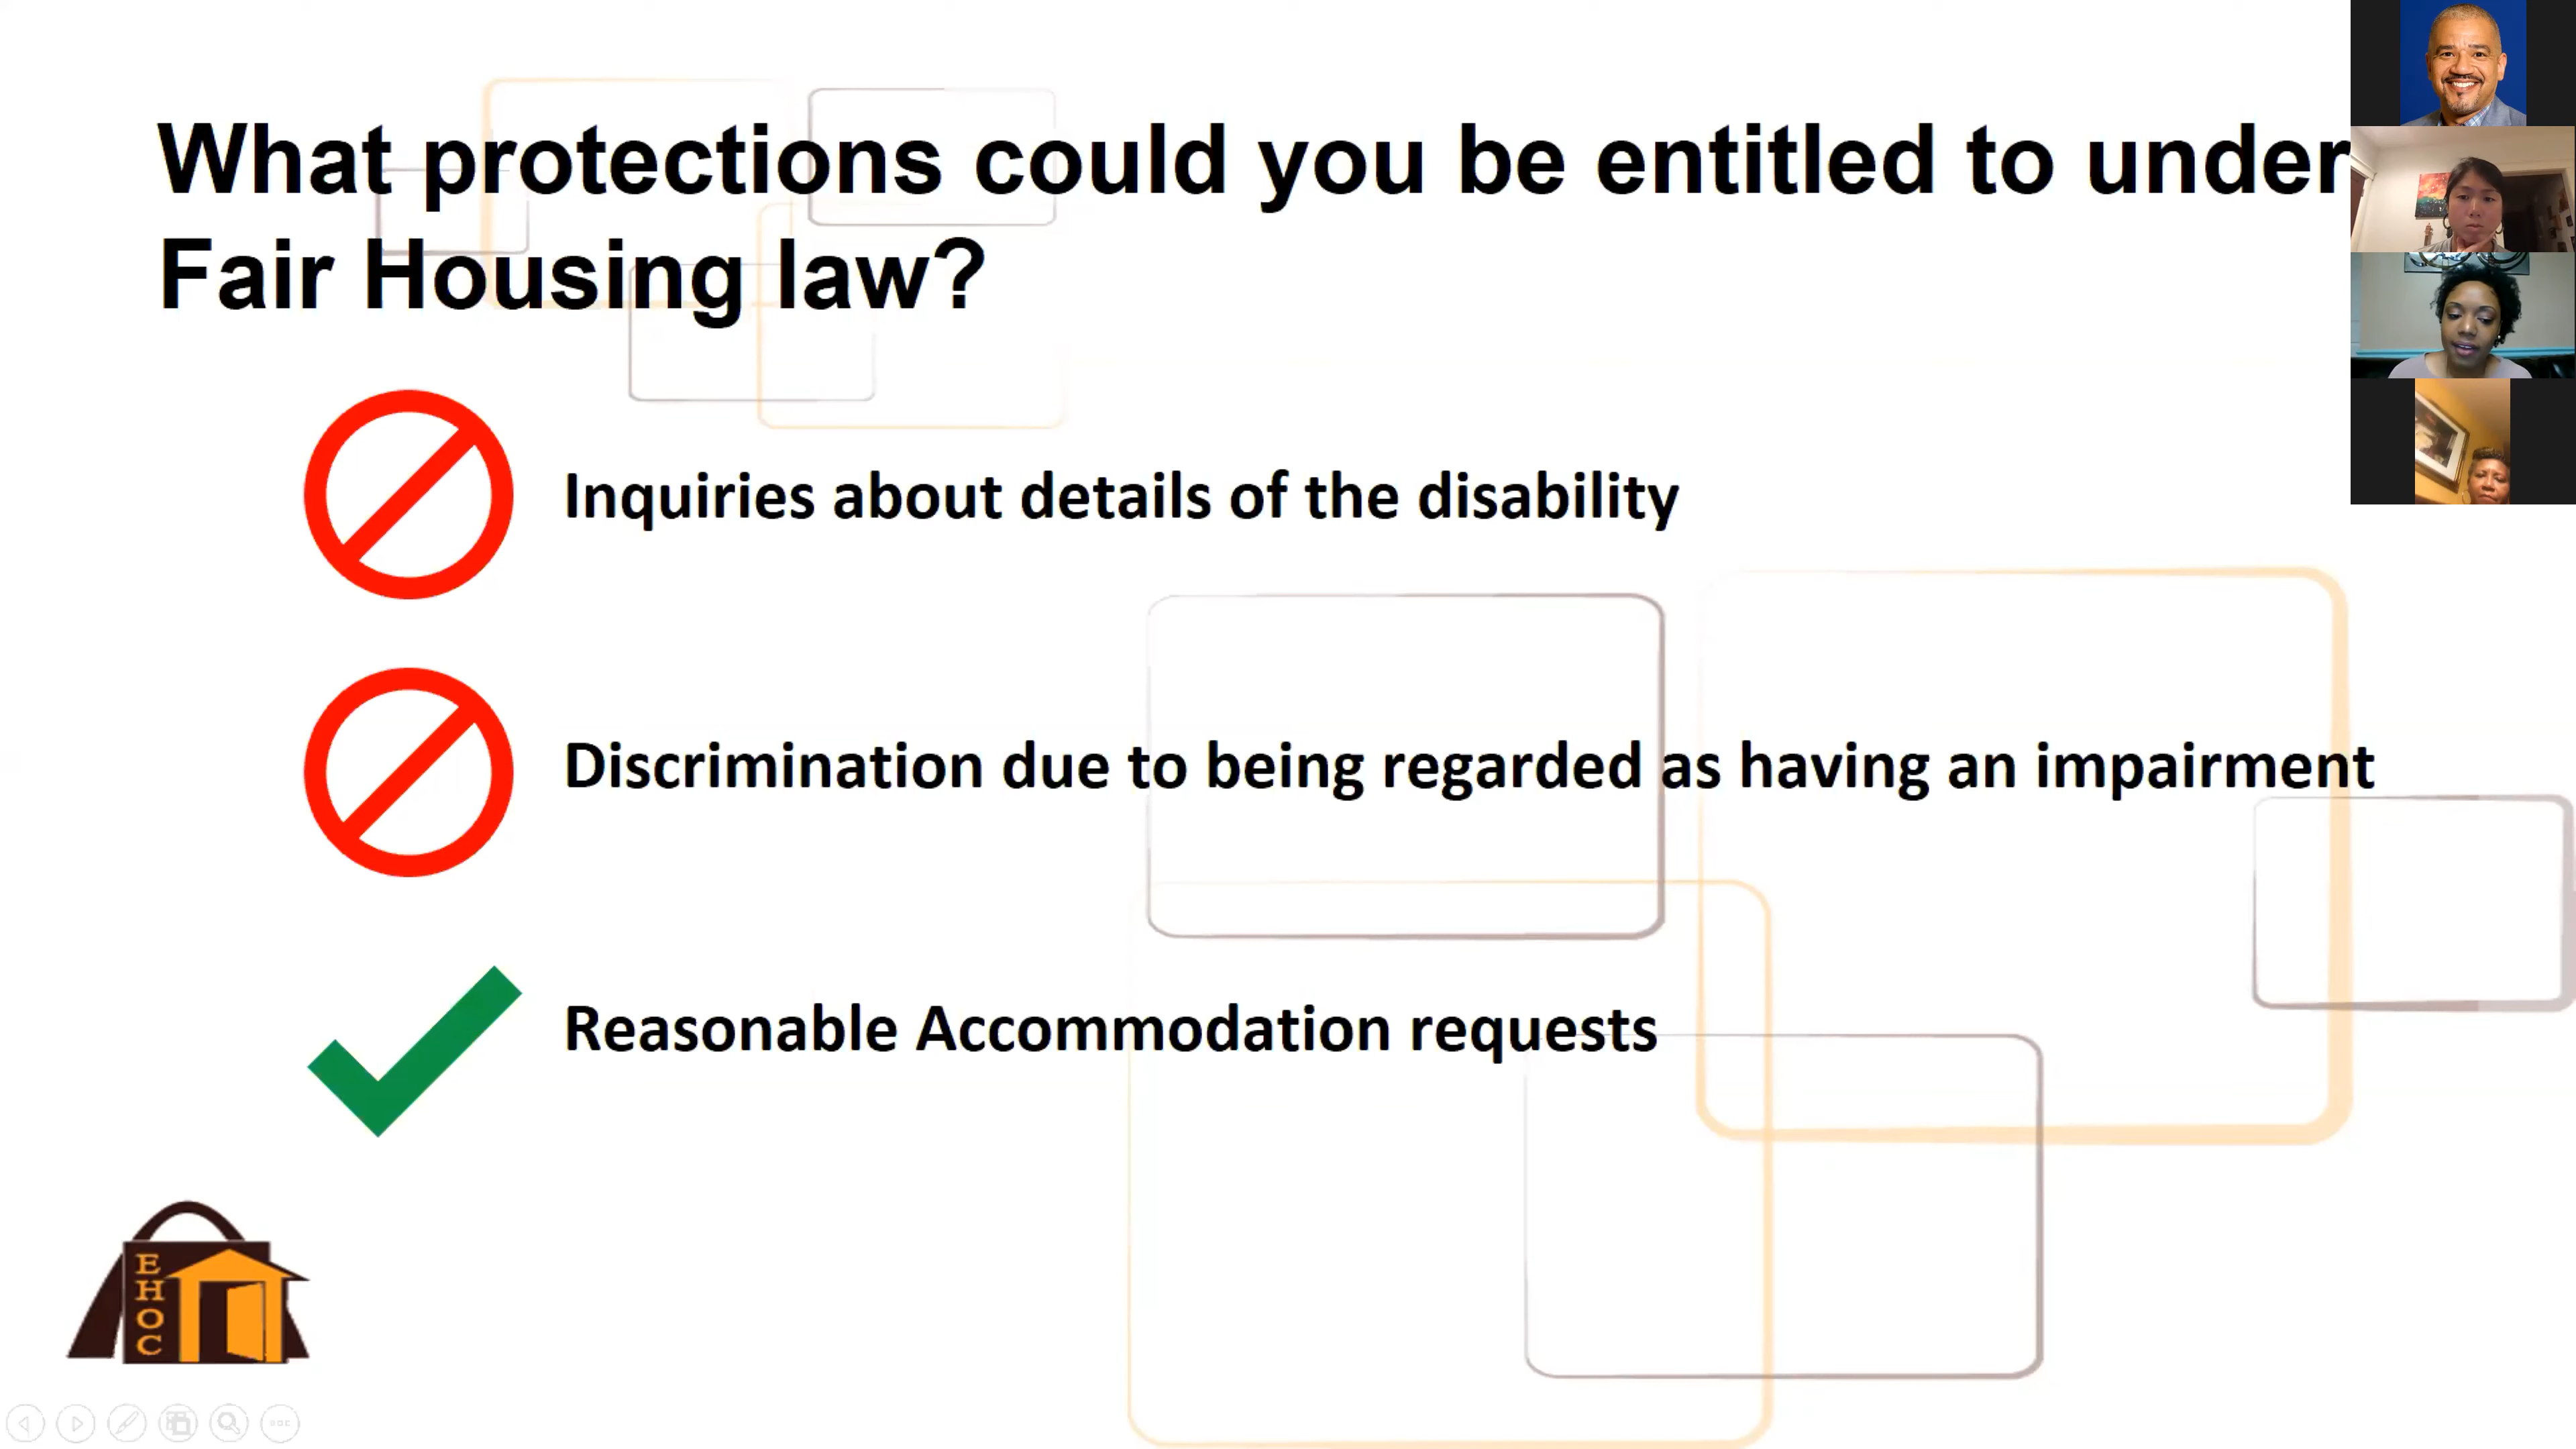 What protections could you be entitled to under
Fair Housing law?
Inquiries about details of the disability
Discrimination due to being regarded as having an impairment
Reasonable Accommodation requests
EHOC